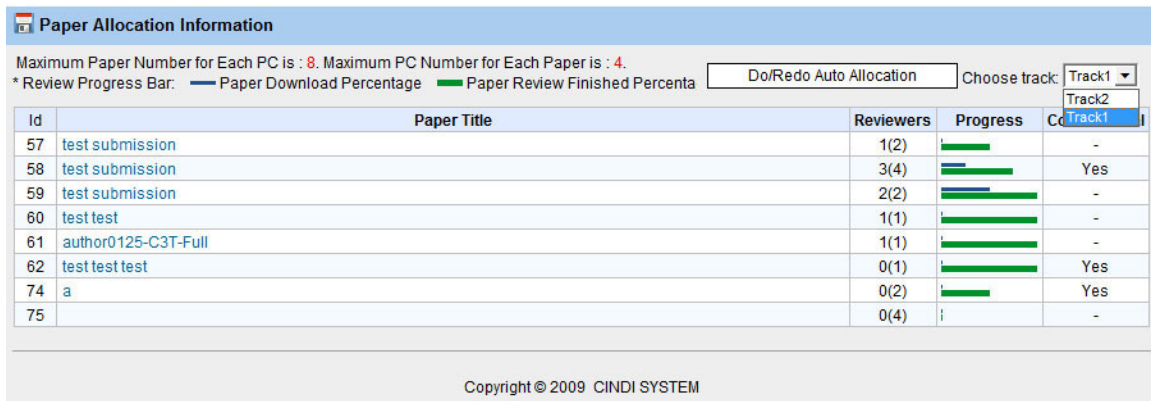 Paper Allocation Information
Maximum Paper Number for Each PC is : 8. Maximum PC Number for Each Paper is : 4.
* Review Progress Bar: Paper Download Percentage Paper Review Finished Percenta Do/Redo Auto Allocation Choose track: Track1
Track2
Track1
Id Paper Title Reviewers Progress
57 test submission 1(2) -
58 test submission 3(4) Yes
59 test submission 2(2) -
60 test test 1(1) -
61 author0125-C3T-Full 1(1) -
62 test test test 0(1) Yes
74 a 0(2) Yes
75 0(4) -
Copyright © 2009 CINDI SYSTEM